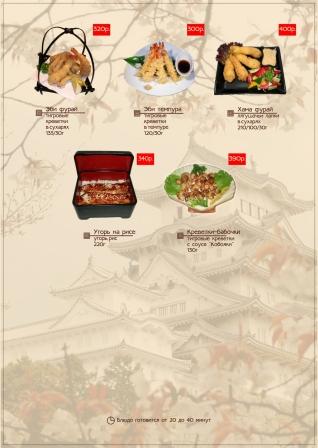 320р.
300р.
400р.
Эби фурай
тигровые
креветки
в сухарях
135/30г
Эби темпура
тигровые
креветки
в темпуре
120/30г
Хама фурай
лягушачьи лапки
в сухарях
210/100/30г
340р.
390р.
Угорь на рисе
угорь, рис
220г
Креветки-бабочки
тигровые креветки
с соусе "Кобояки"
130г
Блюдо готовится от 20 до 40 минут